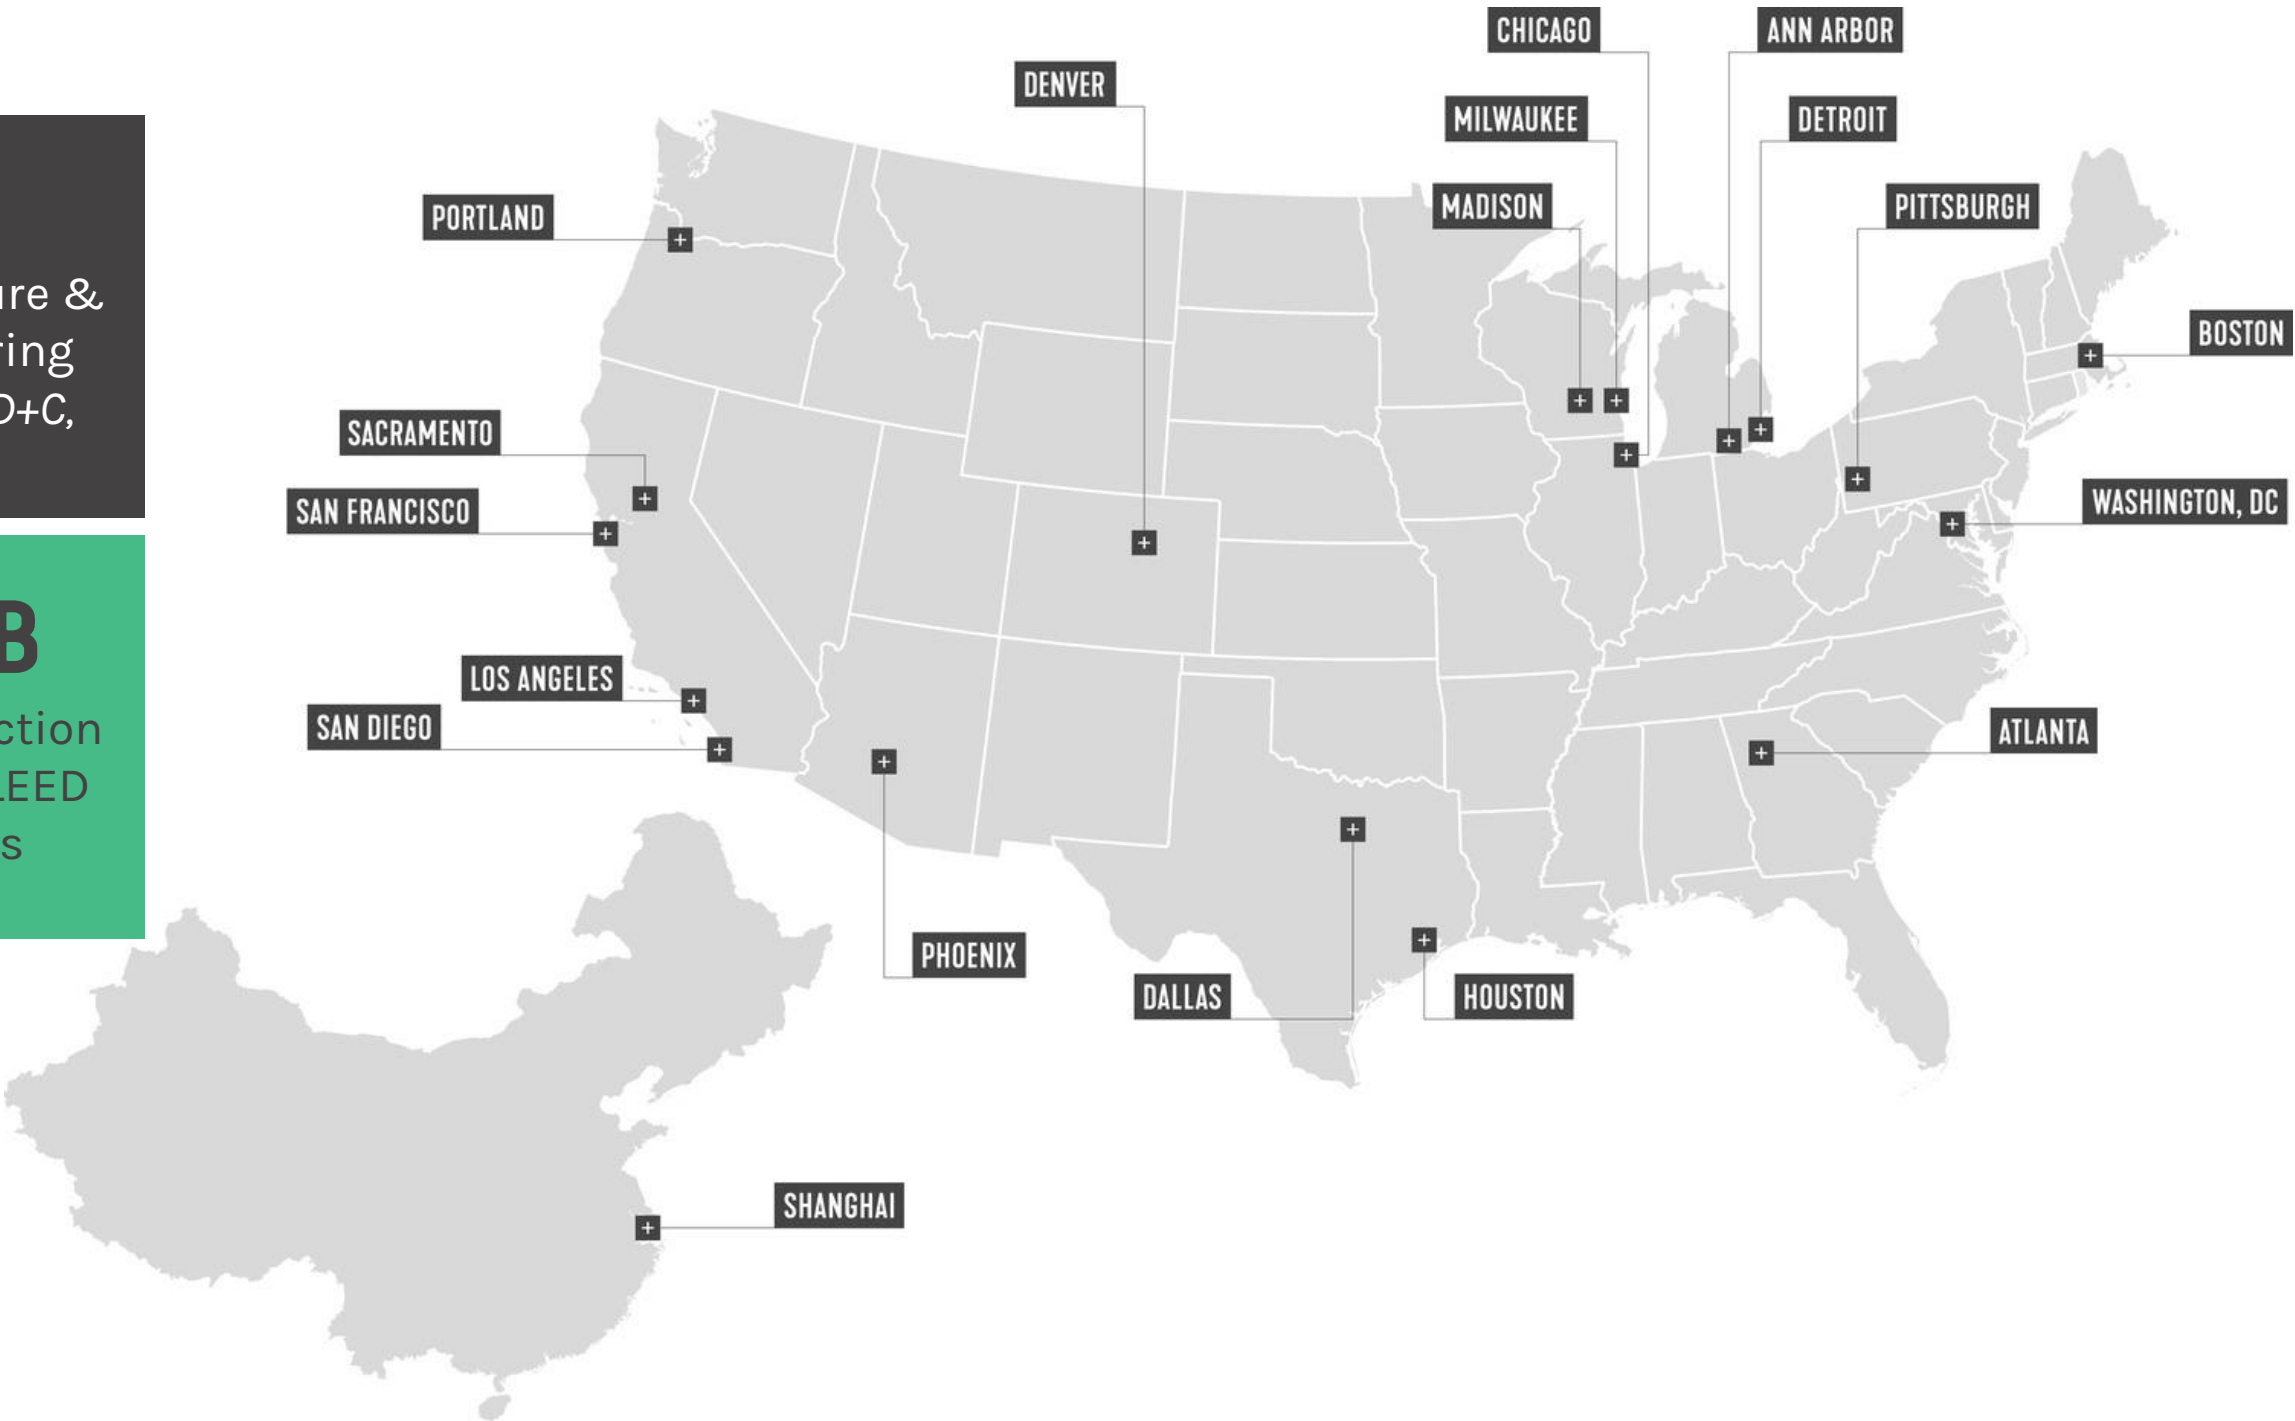 CHICAGO
ANN ARBOR
DENVER
MILWAUKEE
DETROIT
MADISON
PITTSBURGH
PORTLAND
BOSTON
SACRAMENTO
SAN FRANCISCO
WASHINGTON, DC
LOS ANGELES
SAN DIEGO
ATLANTA
PHOENIX
DALLAS
HOUSTON
SHANGHAI
&
D+C,
B
LEED